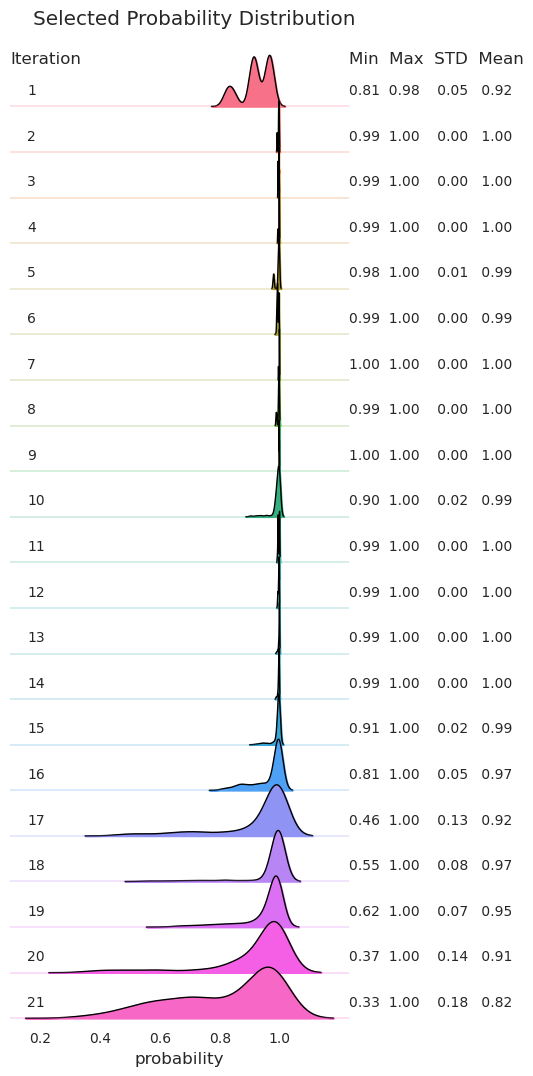 Selected Probability Distribution
Iteration Min Max STD Mean
1 0.81 0.98 0.05 0.92
2 0.99 1.00 0.00 1.00
3 0.99 1.00 0.00 1.00
4 0.99 1.00 0.00 1.00
5 0.98 1.00 0.01 0.99
6 0.99 1.00 0.00 0.99
7 1.00 1.00 0.00 1.00
8 0.99 1.00 0.00 1.00
9 1.00 1.00 0.00 1.00
10 0.90 1.00 0.02 0.99
11 0.99 1.00 0.00 1.00
12 0.99 1.00 0.00 1.00
13 0.99 1.00 0.00 1.00
14 0.99 1.00 0.00 1.00
15 0.91 1.00 0.02 0.99
16 0.81 1.00 0.05 0.97
17 0.46 1.00 0.13 0.92
18 0.55 1.00 0.08 0.97
19 0.62 1.00 0.07 0.95
20 0.37 1.00 0.14 0.91
21 0.33 1.00 0.18 0.82
0.2 0.4 0.6 0.8 1.0
probability